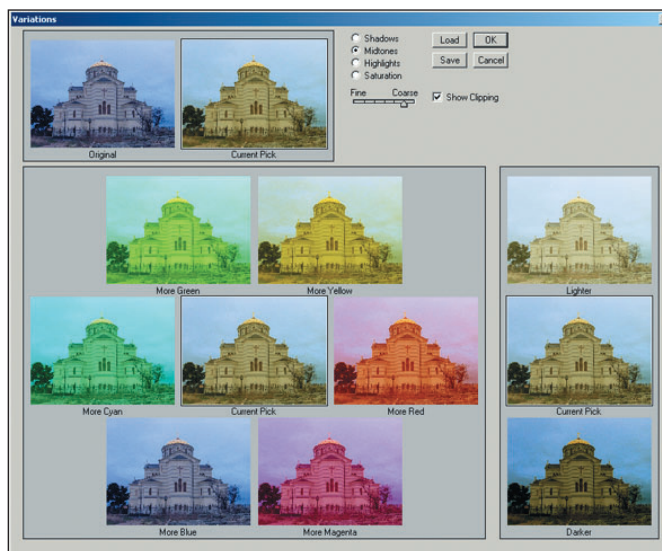 Variations
Original
Current Pick
Shadows
Midtones
Highlights
Saturation
Fine Coarse
Load OK
Save Cancel
Show Clipping
More Green
More Yellow
More Cyan
Current Pick
More Red
More Blue
More Magenta
Lighter
Current Pick
Darker